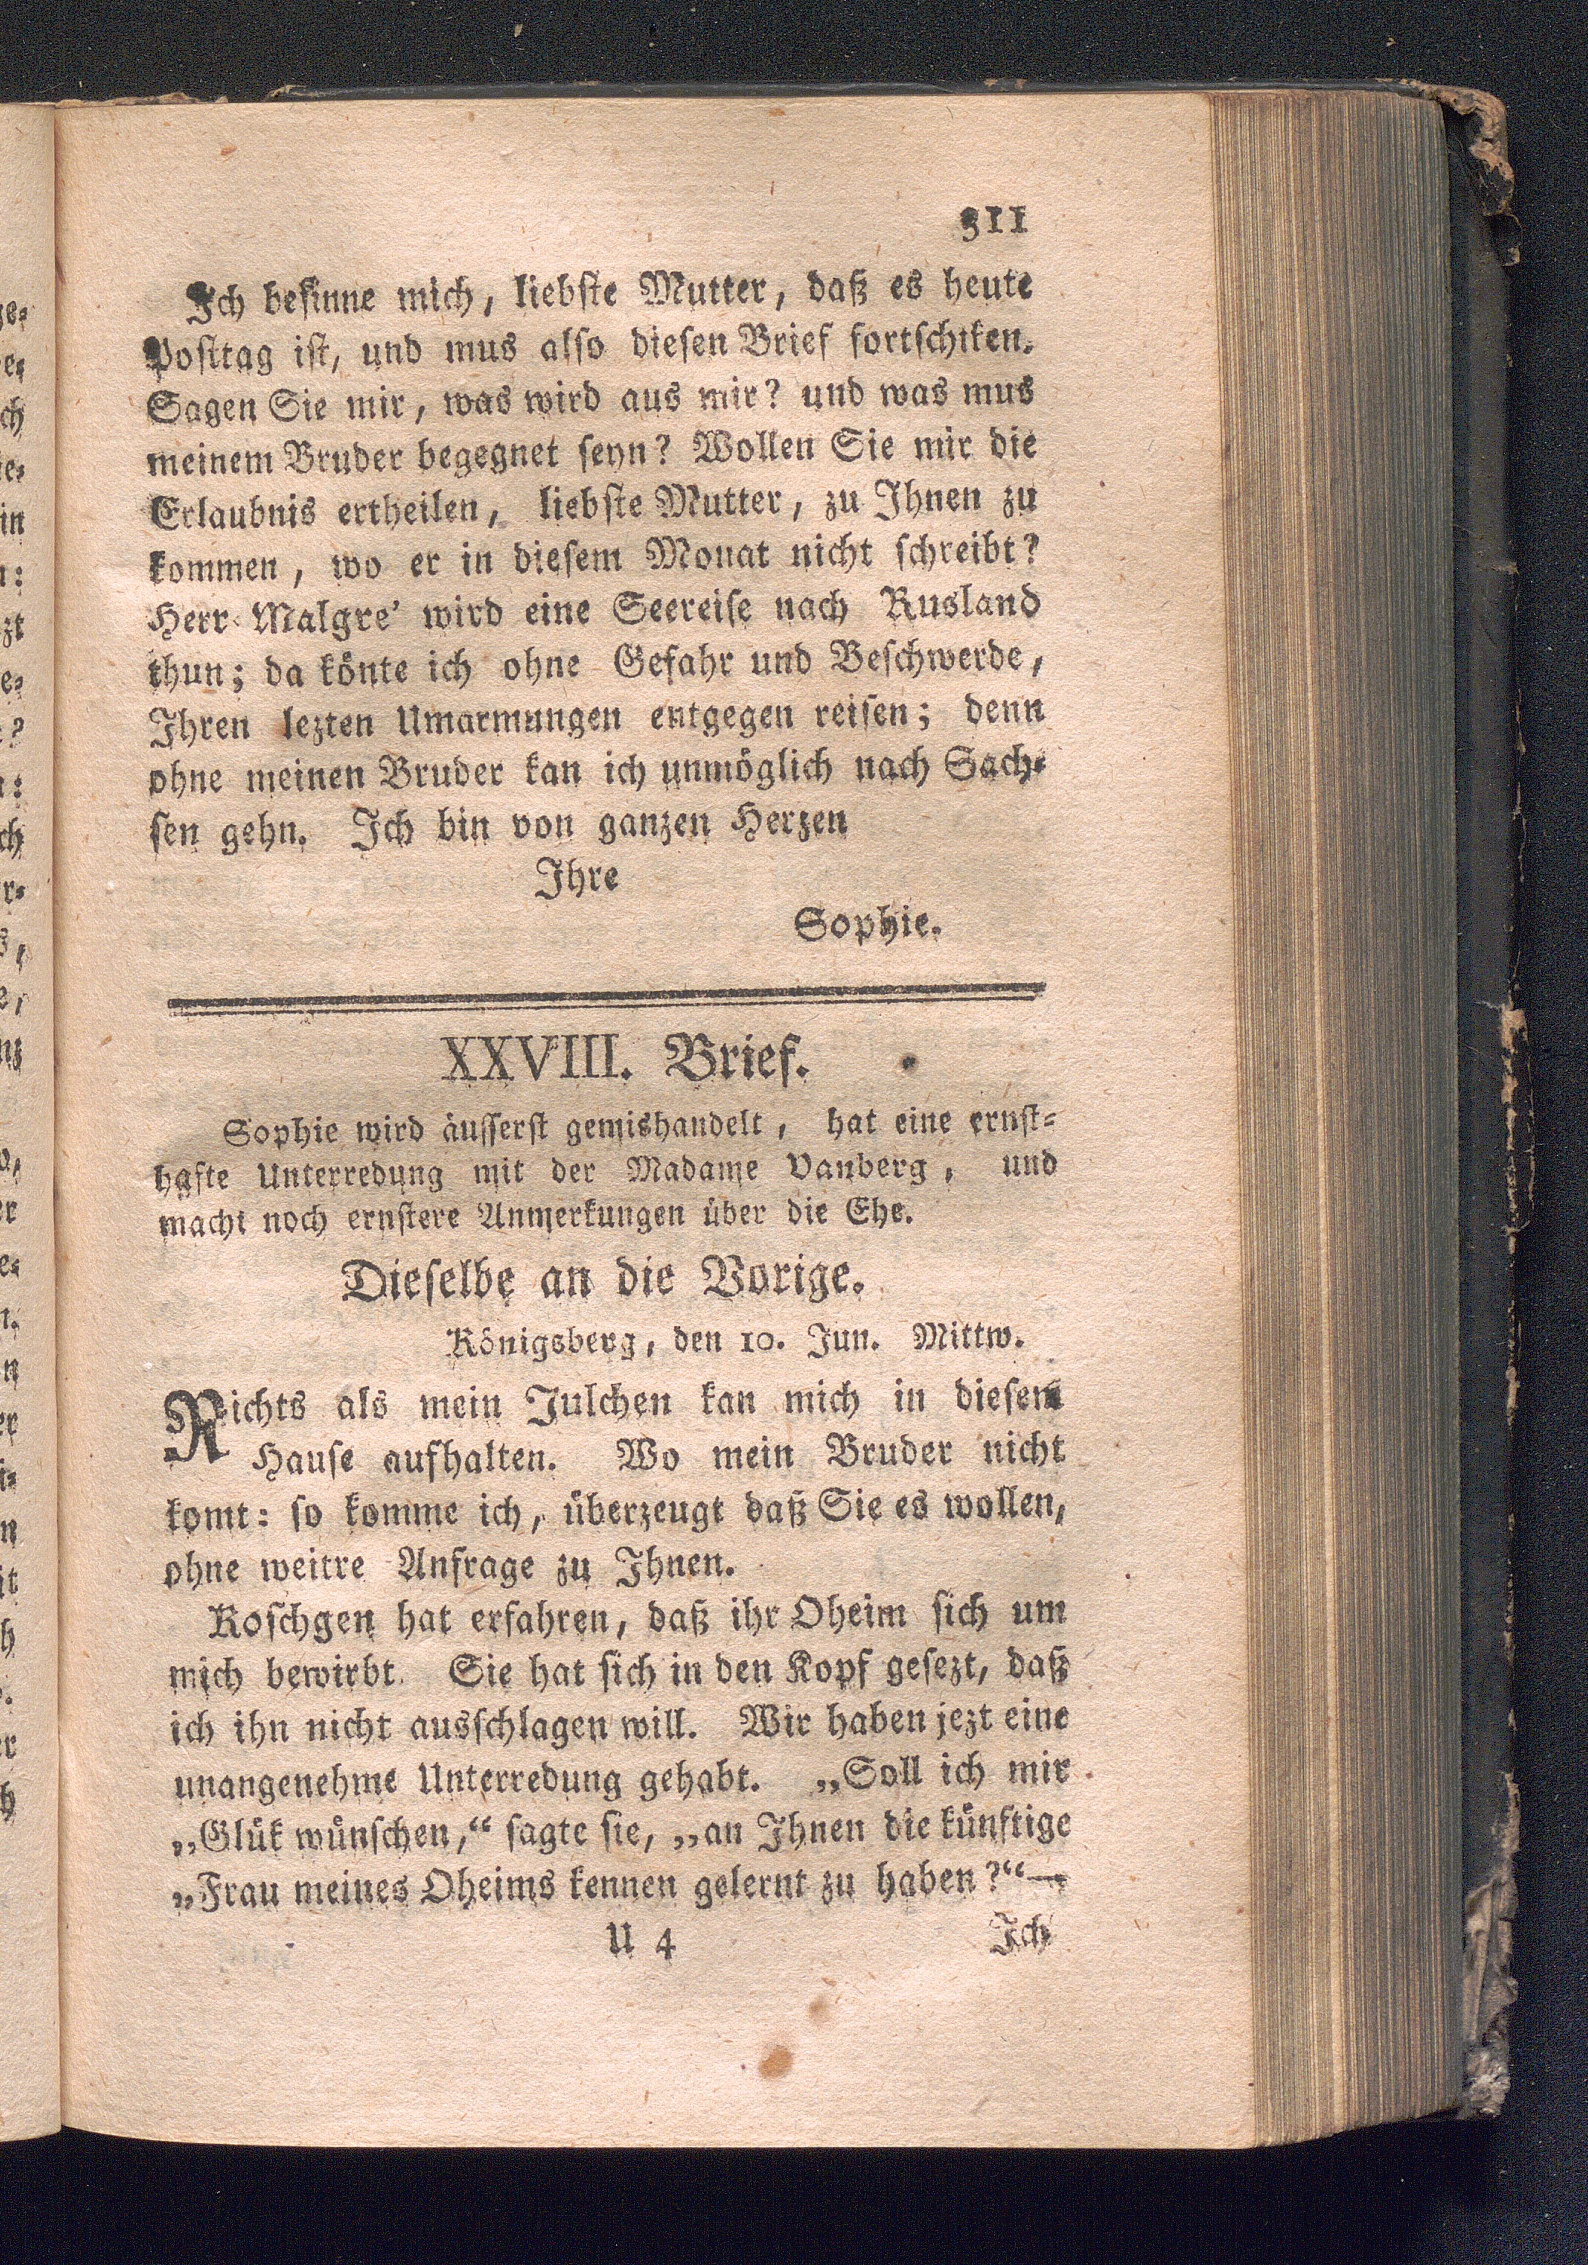 311
Ich besinne mich, liebste Mutter, daß es heute
Posttag ist, und mus also diesen Brief fortschiken.
Sagen Sie mir, was wird aus mir? und was mus
meinem Bruder begegnet seyn? Wollen Sie mir die
Erlaubnis ertheilen, liebste Mutter, zu Ihnen zu
kommen, wo er in diesem Monat nicht schreibt?
Herr Malgre' wird eine Seereise nach Rusland
thun; da könte ich ohne Gefahr und Beschwerde,
Ihren lezten Umarmungen entgegen reisen; denn
ohne meinen Bruder kan ich unmöglich nach Sach-
sen gehn. Ich bin von ganzen Herzen
Ihre
Sophie.
XXVIII. Brief.
Sophie wird äusserst gemishandelt, hat eine ernst-
hafte Unterredung mit der Madame Vanberg, und
macht noch ernstere Anmerkungen über die Ehe.
Dieselbe an die Vorige.
Königsberg, den 10. Jun. Mittw.
Nichts als mein Julchen kan mich in diesem
Hause aufhalten. Wo mein Bruder nicht
komt: so komme ich, überzeugt daß Sie es wollen,
ohne weitre Anfrage zu Ihnen.
Koschgen hat erfahren, daß ihr Oheim sich um
mich bewirbt. Sie hat sich in den Kopf gesezt, daß
ich ihn nicht ausschlagen will. Wir haben jezt eine
unangenehme Unterredung gehabt. „Soll ich mir
„Glük wünschen,“ sagte sie, „an Ihnen die künftige
„Frau meines Oheims kennen gelernt zu haben?“—
U 4 Ich